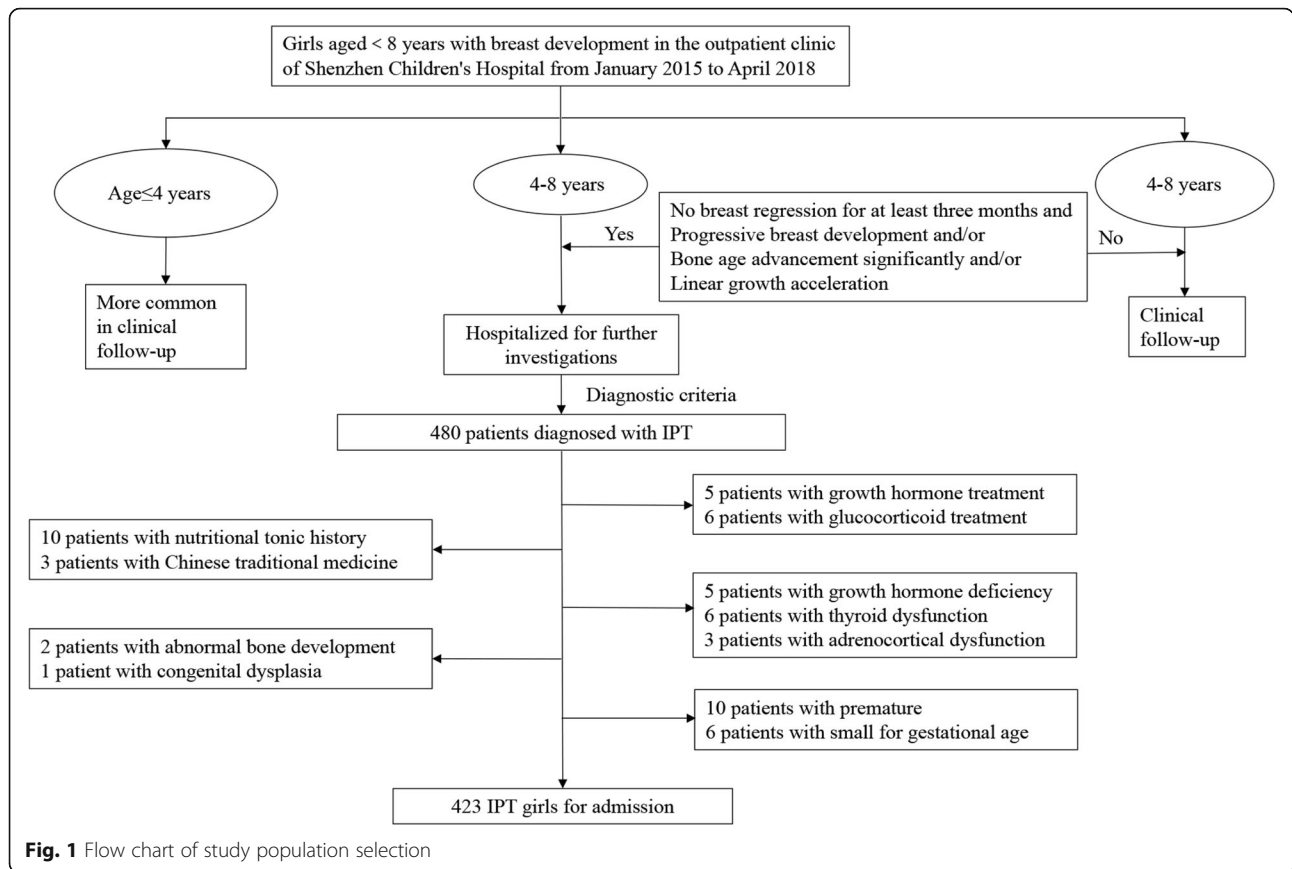 Girls aged < 8 years with breast development in the outpatient clinic
of Shenzhen Children's Hospital from January 2015 to April 2018
Age≤4 years
4-8 years
4-8 years
No breast regression for at least three months and
Progressive breast development and/or
Bone age advancement significantly and/or
Linear growth acceleration
Yes
No
More common
in clinical
follow-up
Hospitalized for further
investigations
Clinical
follow-up
Diagnostic criteria
480 patients diagnosed with IPT
5 patients with growth hormone treatment
6 patients with glucocorticoid treatment
10 patients with nutritional tonic history
3 patients with Chinese traditional medicine
5 patients with growth hormone deficiency
6 patients with thyroid dysfunction
3 patients with adrenocortical dysfunction
2 patients with abnormal bone development
1 patient with congenital dysplasia
10 patients with premature
6 patients with small for gestational age
423 IPT girls for admission
Fig. 1 Flow chart of study population selection